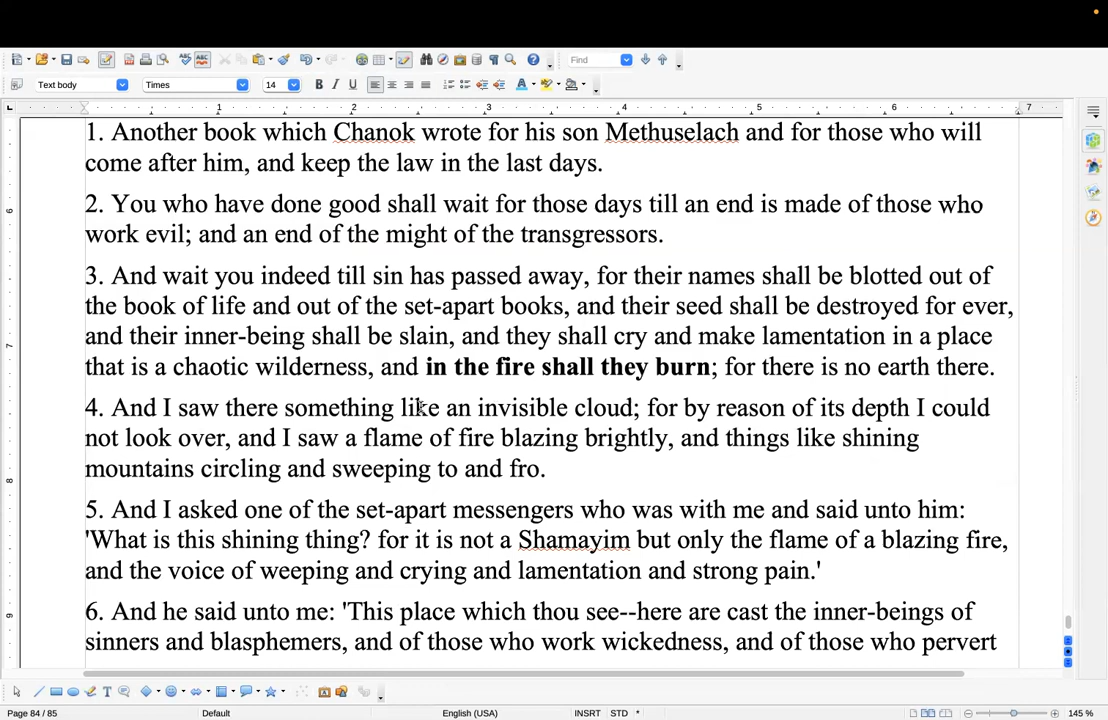 Find
Text body Times 14
1 2 3 4 5 6 7
1. Another book which Chanok wrote for his son Methuselach and for those who will
come after him, and keep the law in the last days.
2. You who have done good shall wait for those days till an end is made of those who
work evil; and an end of the might of the transgressors.
3. And wait you indeed till sin has passed away, for their names shall be blotted out of
the book of life and out of the set-apart books, and their seed shall be destroyed for ever,
and their inner-being shall be slain, and they shall cry and make lamentation in a place
that is a chaotic wilderness, and in the fire shall they burn; for there is no earth there.
4. And I saw there something like an invisible cloud; for by reason of its depth I could
not look over, and I saw a flame of fire blazing brightly, and things like shining
mountains circling and sweeping to and fro.
5. And I asked one of the set-apart messengers who was with me and said unto him:
'What is this shining thing? for it is not a Shamayim but only the flame of a blazing fire,
and the voice of weeping and crying and lamentation and strong pain.'
6. And he said unto me: 'This place which thou see--here are cast the inner-beings of
sinners and blasphemers, and of those who work wickedness, and of those who pervert
6
7
8
9
Page 84 / 85 Default English (USA) INSRT STD * 145 %